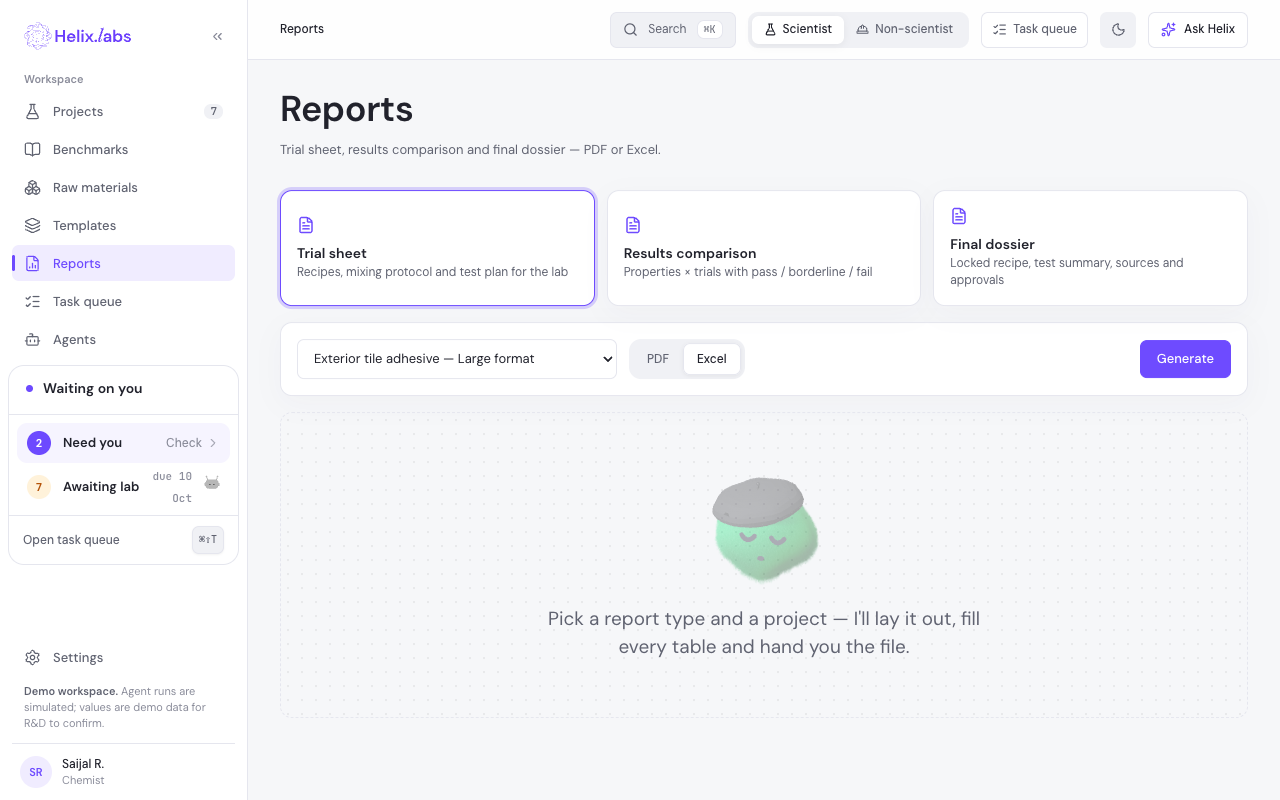 Helix.labs
Workspace
Projects 7
Benchmarks
Raw materials
Templates
Reports
Task queue
Agents
Waiting on you
2 Need you Check
7 Awaiting lab due 10 Oct
Open task queue ⌘⇧T
Settings
Demo workspace. Agent runs are
simulated; values are demo data for
R&D to confirm.
SR Saijal R.
Chemist
Reports
Search ⌘K
Scientist
Non-scientist
Task queue
Ask Helix
Reports
Trial sheet, results comparison and final dossier — PDF or Excel.
Trial sheet
Recipes, mixing protocol and test plan for the lab
Results comparison
Properties × trials with pass / borderline / fail
Final dossier
Locked recipe, test summary, sources and
approvals
Exterior tile adhesive — Large format
PDF
Excel
Generate
Pick a report type and a project — I'll lay it out, fill
every table and hand you the file.